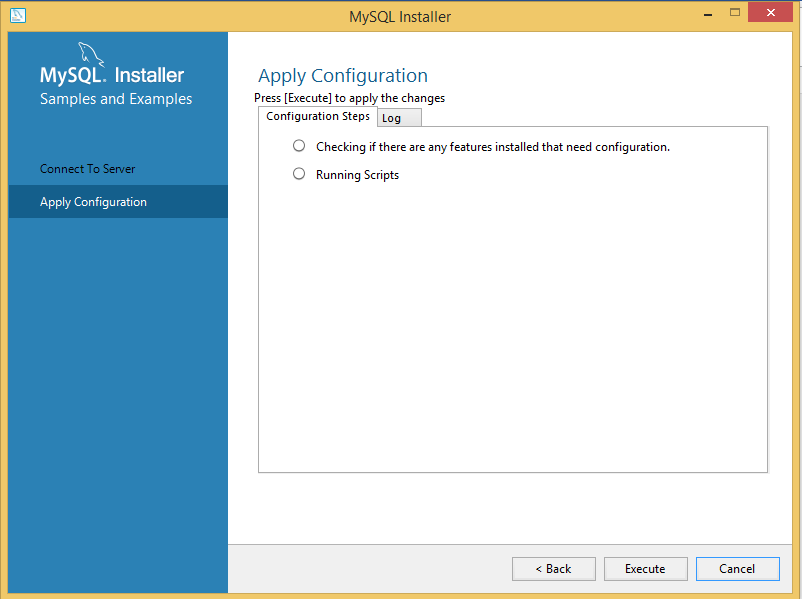 MySQL Installer
MySQL. Installer
Samples and Examples
Connect To Server
Apply Configuration
Apply Configuration
Press [Execute] to apply the changes
Configuration Steps
Log
Checking if there are any features installed that need configuration.
Running Scripts
< Back
Execute
Cancel